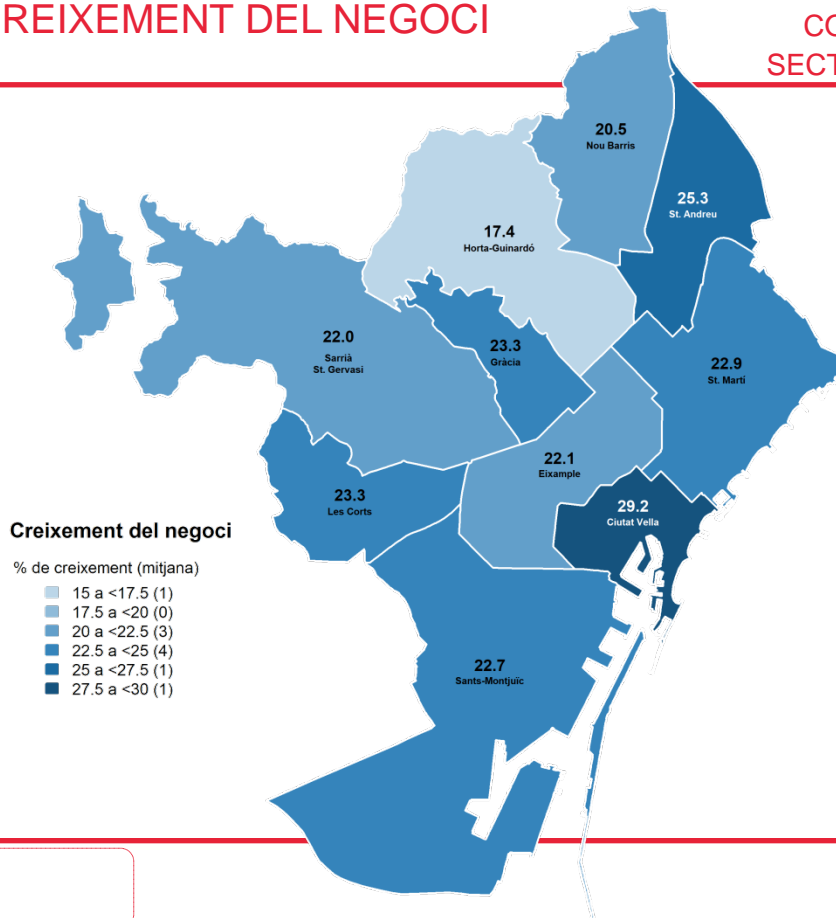 REIXEMENT DEL NEGOCI
CO
SECT
20.5
Nou Barris
25.3
St. Andreu
17.4
Horta-Guinardó
22.0
Sarrià
St. Gervasi
23.3
Gràcia
22.9
St. Martí
22.1
Eixample
23.3
Les Corts
29.2
Ciutat Vella
Creixement del negoci
% de creixement (mitjana)
15 a <17.5 (1)
17.5 a <20 (0)
20 a <22.5 (3)
22.5 a <25 (4)
25 a <27.5 (1)
27.5 a <30 (1)
22.7
Sants-Montjuïc